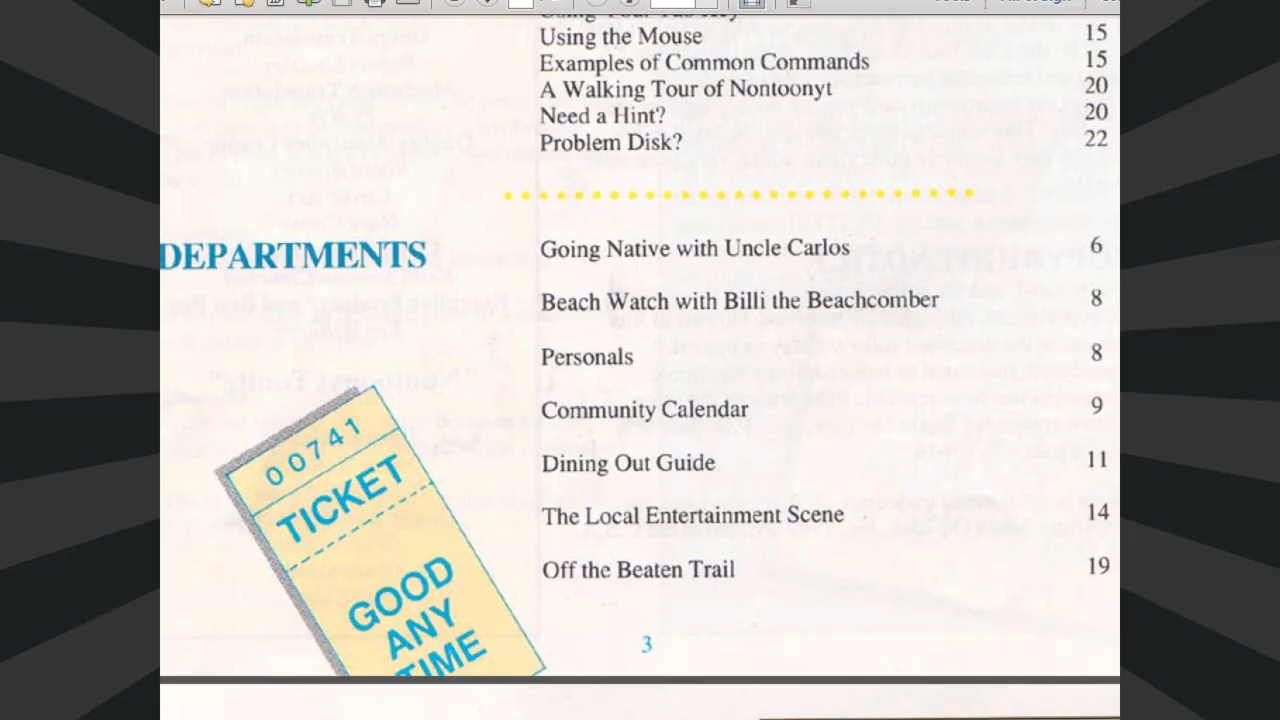 Using the Mouse 15
Examples of Common Commands 15
A Walking Tour of Nontoonyt 20
Need a Hint? 20
Problem Disk? 22
DEPARTMENTS
Going Native with Uncle Carlos 6
Beach Watch with Billi the Beachcomber 8
Personals 8
Community Calendar 9
Dining Out Guide 11
The Local Entertainment Scene 14
Off the Beaten Trail 19
00741
TICKET
GOOD
ANY
TIME
3